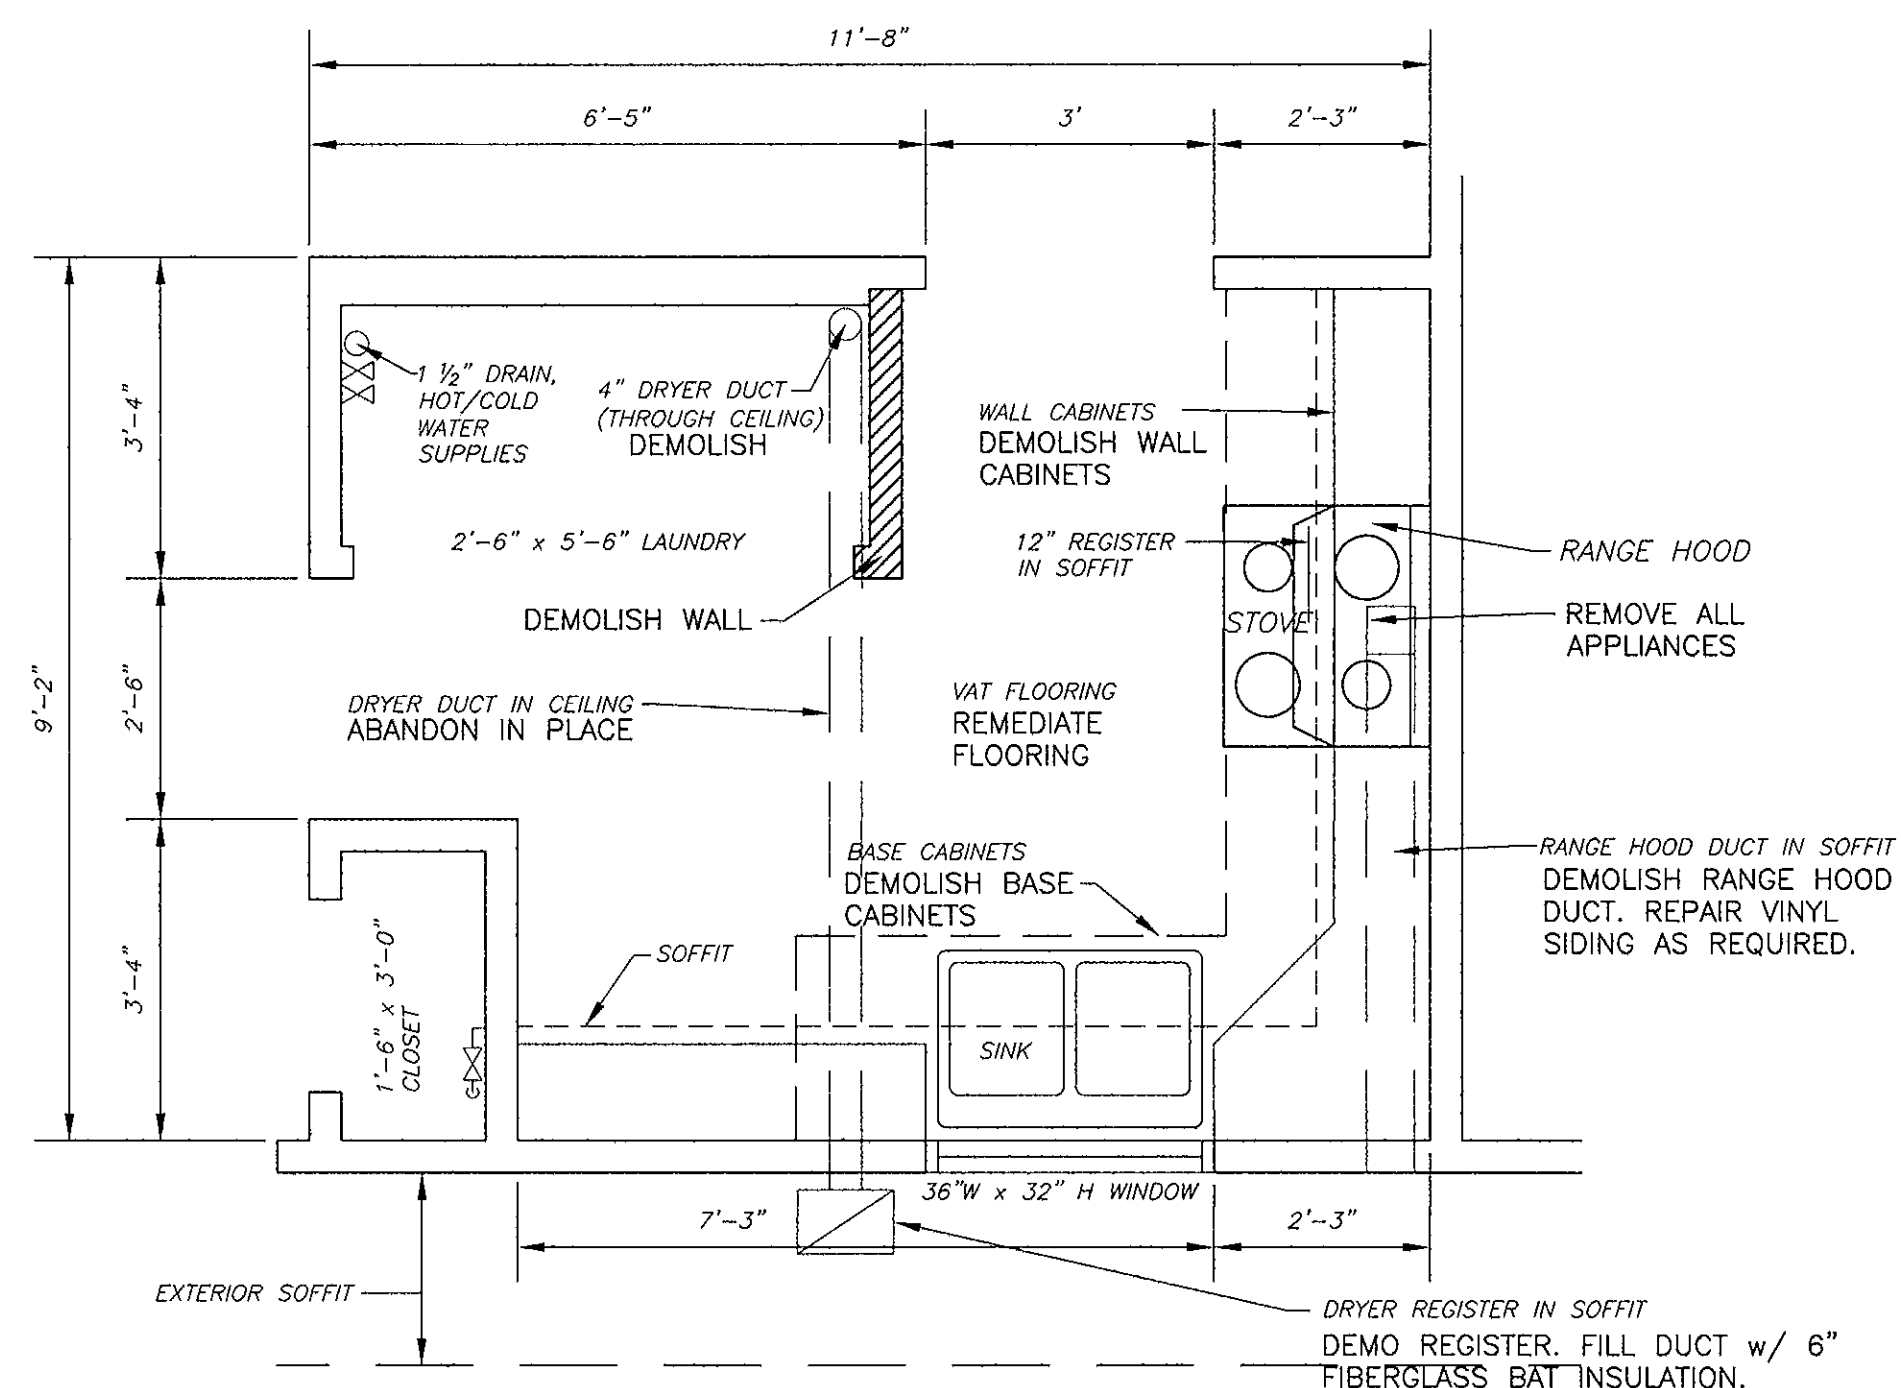 11'-8"
6'-5"
3'
2'-3"
9'-2"
3'-4"
2'-6"
3'-4"
1 ½" DRAIN,
HOT/COLD
WATER
SUPPLIES
4" DRYER DUCT
(THROUGH CEILING)
DEMOLISH
WALL CABINETS
DEMOLISH WALL
CABINETS
2'-6" x 5'-6" LAUNDRY
12" REGISTER
IN SOFFIT
RANGE HOOD
DEMOLISH WALL
STOVE
REMOVE ALL
APPLIANCES
DRYER DUCT IN CEILING
ABANDON IN PLACE
VAT FLOORING
REMEDIATE
FLOORING
BASE CABINETS
DEMOLISH BASE
CABINETS
RANGE HOOD DUCT IN SOFFIT
DEMOLISH RANGE HOOD
DUCT. REPAIR VINYL
SIDING AS REQUIRED.
SOFFIT
1'-6" x 3'-0"
CLOSET
SINK
36"W x 32" H WINDOW
7'-3"
2'-3"
EXTERIOR SOFFIT
DRYER REGISTER IN SOFFIT
DEMO REGISTER. FILL DUCT w/ 6"
FIBERGLASS BAT INSULATION.